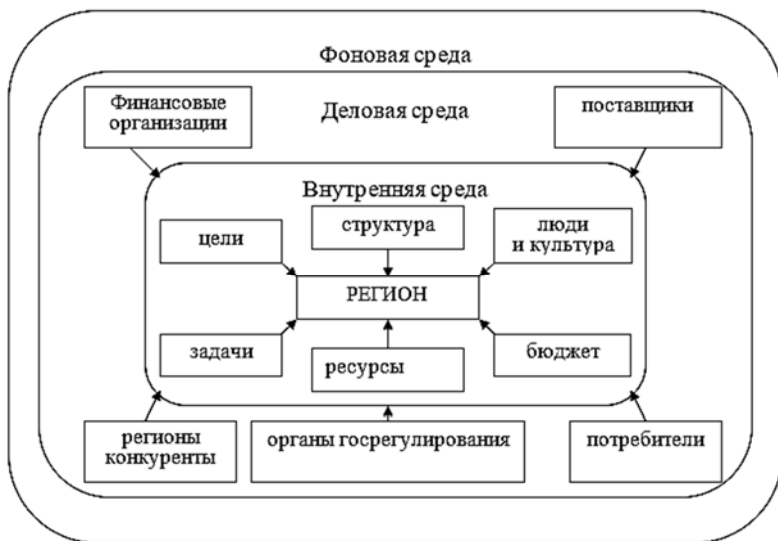 Фоновая среда
Финансовые
организации
Деловая среда
поставщики
Внутренняя среда
цели
структура
люди
и культура
РЕГИОН
задачи
ресурсы
бюджет
регионы
конкуренты
органы госрегулирования
потребители